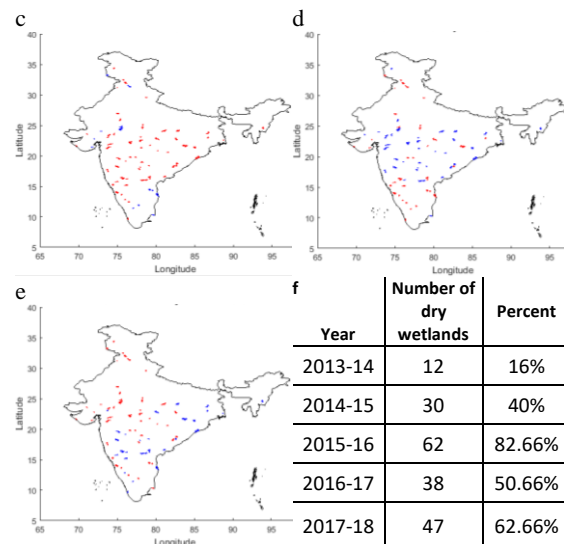 c
40
35
30
25
20
15
10
5
Latitude
65 70 75 80 85 90 95
Longitude
d
40
35
30
25
20
15
10
5
Latitude
65 70 75 80 85 90 95
Longitude
e
40
35
30
25
20
15
10
5
Latitude
65 70 75 80 85 90 95
Longitude
f
Year Number of dry wetlands Percent
2013-14 12 16%
2014-15 30 40%
2015-16 62 82.66%
2016-17 38 50.66%
2017-18 47 62.66%